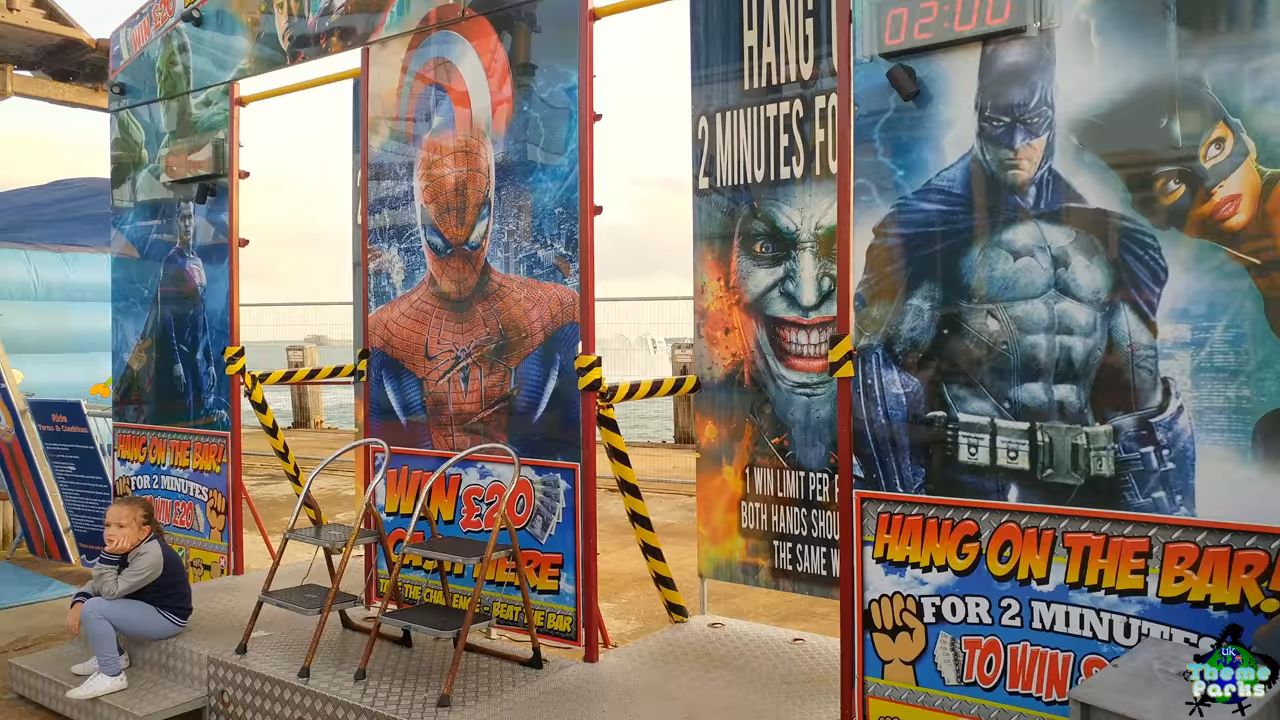 WIN £20
02:00
HANG
2 MINUTES FO
1 WIN LIMIT PER
BOTH HANDS SHOU
THE SAME W
Ride
Terms & Conditions
HANG ON THE BAR!
FOR 2 MINUTES
TO WIN £20
WIN £20
HERE
TAKE THE CHALLENGE - BEAT THE BAR
HANG ON THE BAR!
FOR 2 MINUTES
TO WIN
UK
Theme
Parks